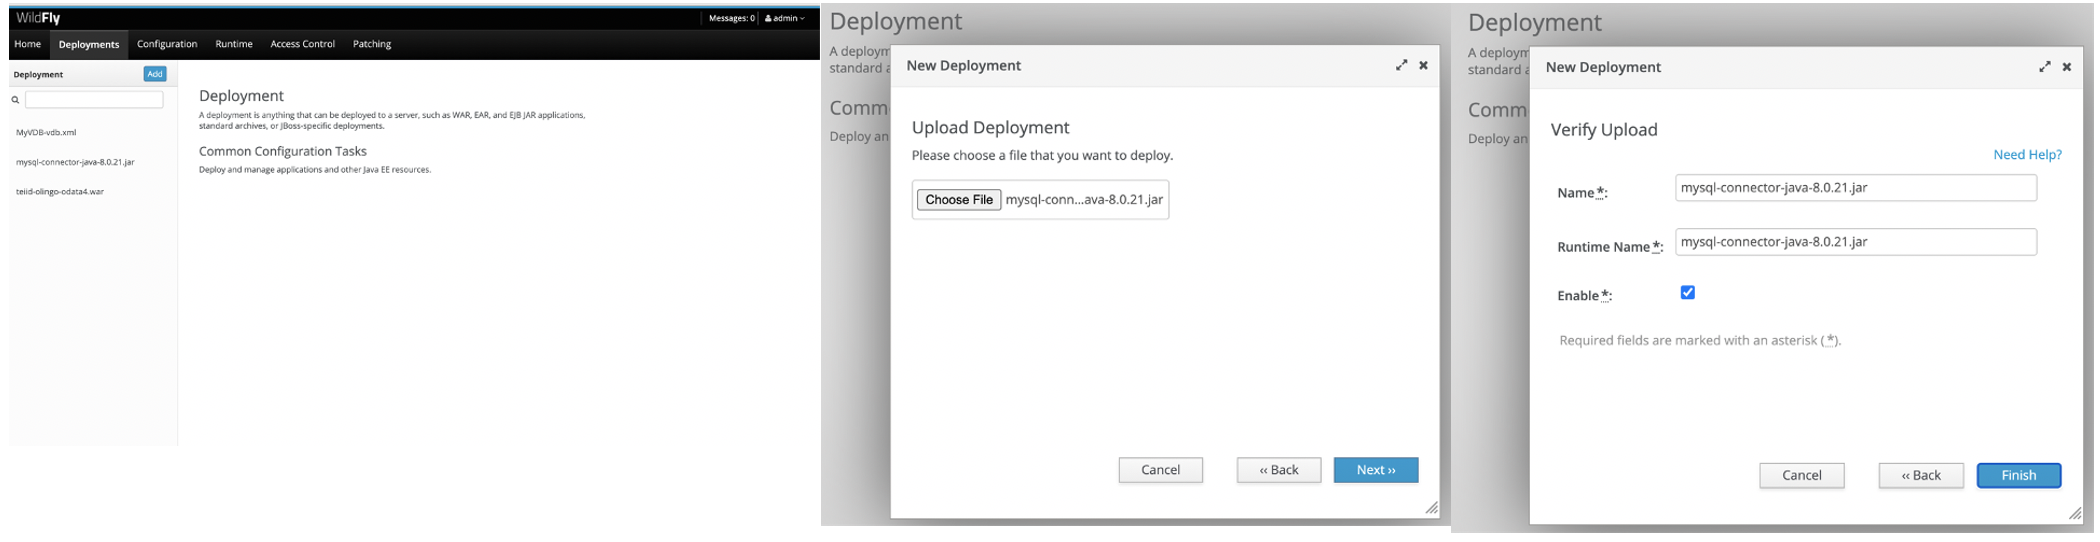 WildFly
Messages: 0
admin
Home
Deployments
Configuration
Runtime
Access Control
Patching
Deployment
Add
MyVDB-vdb.xml
mysql-connector-java-8.0.21.jar
teiid-olingo-odata4.war
Deployment
A deployment is anything that can be deployed to a server, such as WAR, EAR, and EJB JAR applications,
standard archives, or JBoss-specific deployments.
Common Configuration Tasks
Deploy and manage applications and other Java EE resources.
Deployment
A deploym
standard a
Comm
Deploy an
New Deployment
Upload Deployment
Please choose a file that you want to deploy.
Choose File mysql-conn...ava-8.0.21.jar
Cancel
‹‹ Back
Next ››
Deployment
A deploym
standard a
Comm
Deploy an
New Deployment
Verify Upload
Need Help?
Name *: mysql-connector-java-8.0.21.jar
Runtime Name *: mysql-connector-java-8.0.21.jar
Enable *:
Required fields are marked with an asterisk ( *).
Cancel
‹‹ Back
Finish